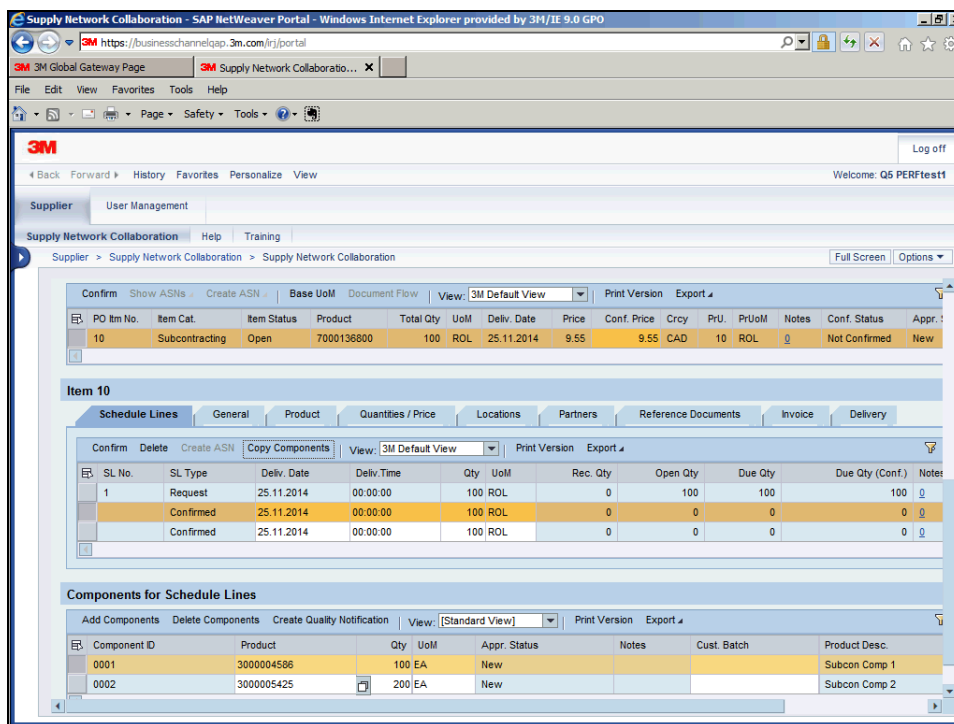 Supply Network Collaboration - SAP NetWeaver Portal - Windows Internet Explorer provided by 3M/IE 9.0 GPO
3M https://businesschannelqap.3m.com/irj/portal
3M 3M Global Gateway Page 3M Supply Network Collaboratio... X
File Edit View Favorites Tools Help
Page Safety Tools
3M Log off
Back Forward History Favorites Personalize View Welcome: Q5 PERFtest1
Supplier User Management
Supply Network Collaboration Help Training
Supplier > Supply Network Collaboration > Supply Network Collaboration Full Screen Options
Confirm Show ASNs Create ASN Base UoM Document Flow View: 3M Default View Print Version Export
PO Itm No. Item Cat. Item Status Product Total Qty UoM Deliv. Date Price Conf. Price Crcy PrU. PrUoM Notes Conf. Status Appr.
10 Subcontracting Open 7000136800 100 ROL 25.11.2014 9.55 9.55 CAD 10 ROL 0 Not Confirmed New
Item 10
Schedule Lines General Product Quantities / Price Locations Partners Reference Documents Invoice Delivery
Confirm Delete Create ASN Copy Components View: 3M Default View Print Version Export
SL No. SL Type Deliv. Date Deliv.Time Qty UoM Rec. Qty Open Qty Due Qty Due Qty (Conf.) Notes
1 Request 25.11.2014 00:00:00 100 ROL 0 100 100 100 0
Confirmed 25.11.2014 00:00:00 100 ROL 0 0 0 0 0
Confirmed 25.11.2014 00:00:00 100 ROL 0 0 0 0 0
Components for Schedule Lines
Add Components Delete Components Create Quality Notification View: [Standard View] Print Version Export
Component ID Product Qty UoM Appr. Status Notes Cust. Batch Product Desc.
0001 3000004586 100 EA New Subcon Comp 1
0002 3000005425 200 EA New Subcon Comp 2